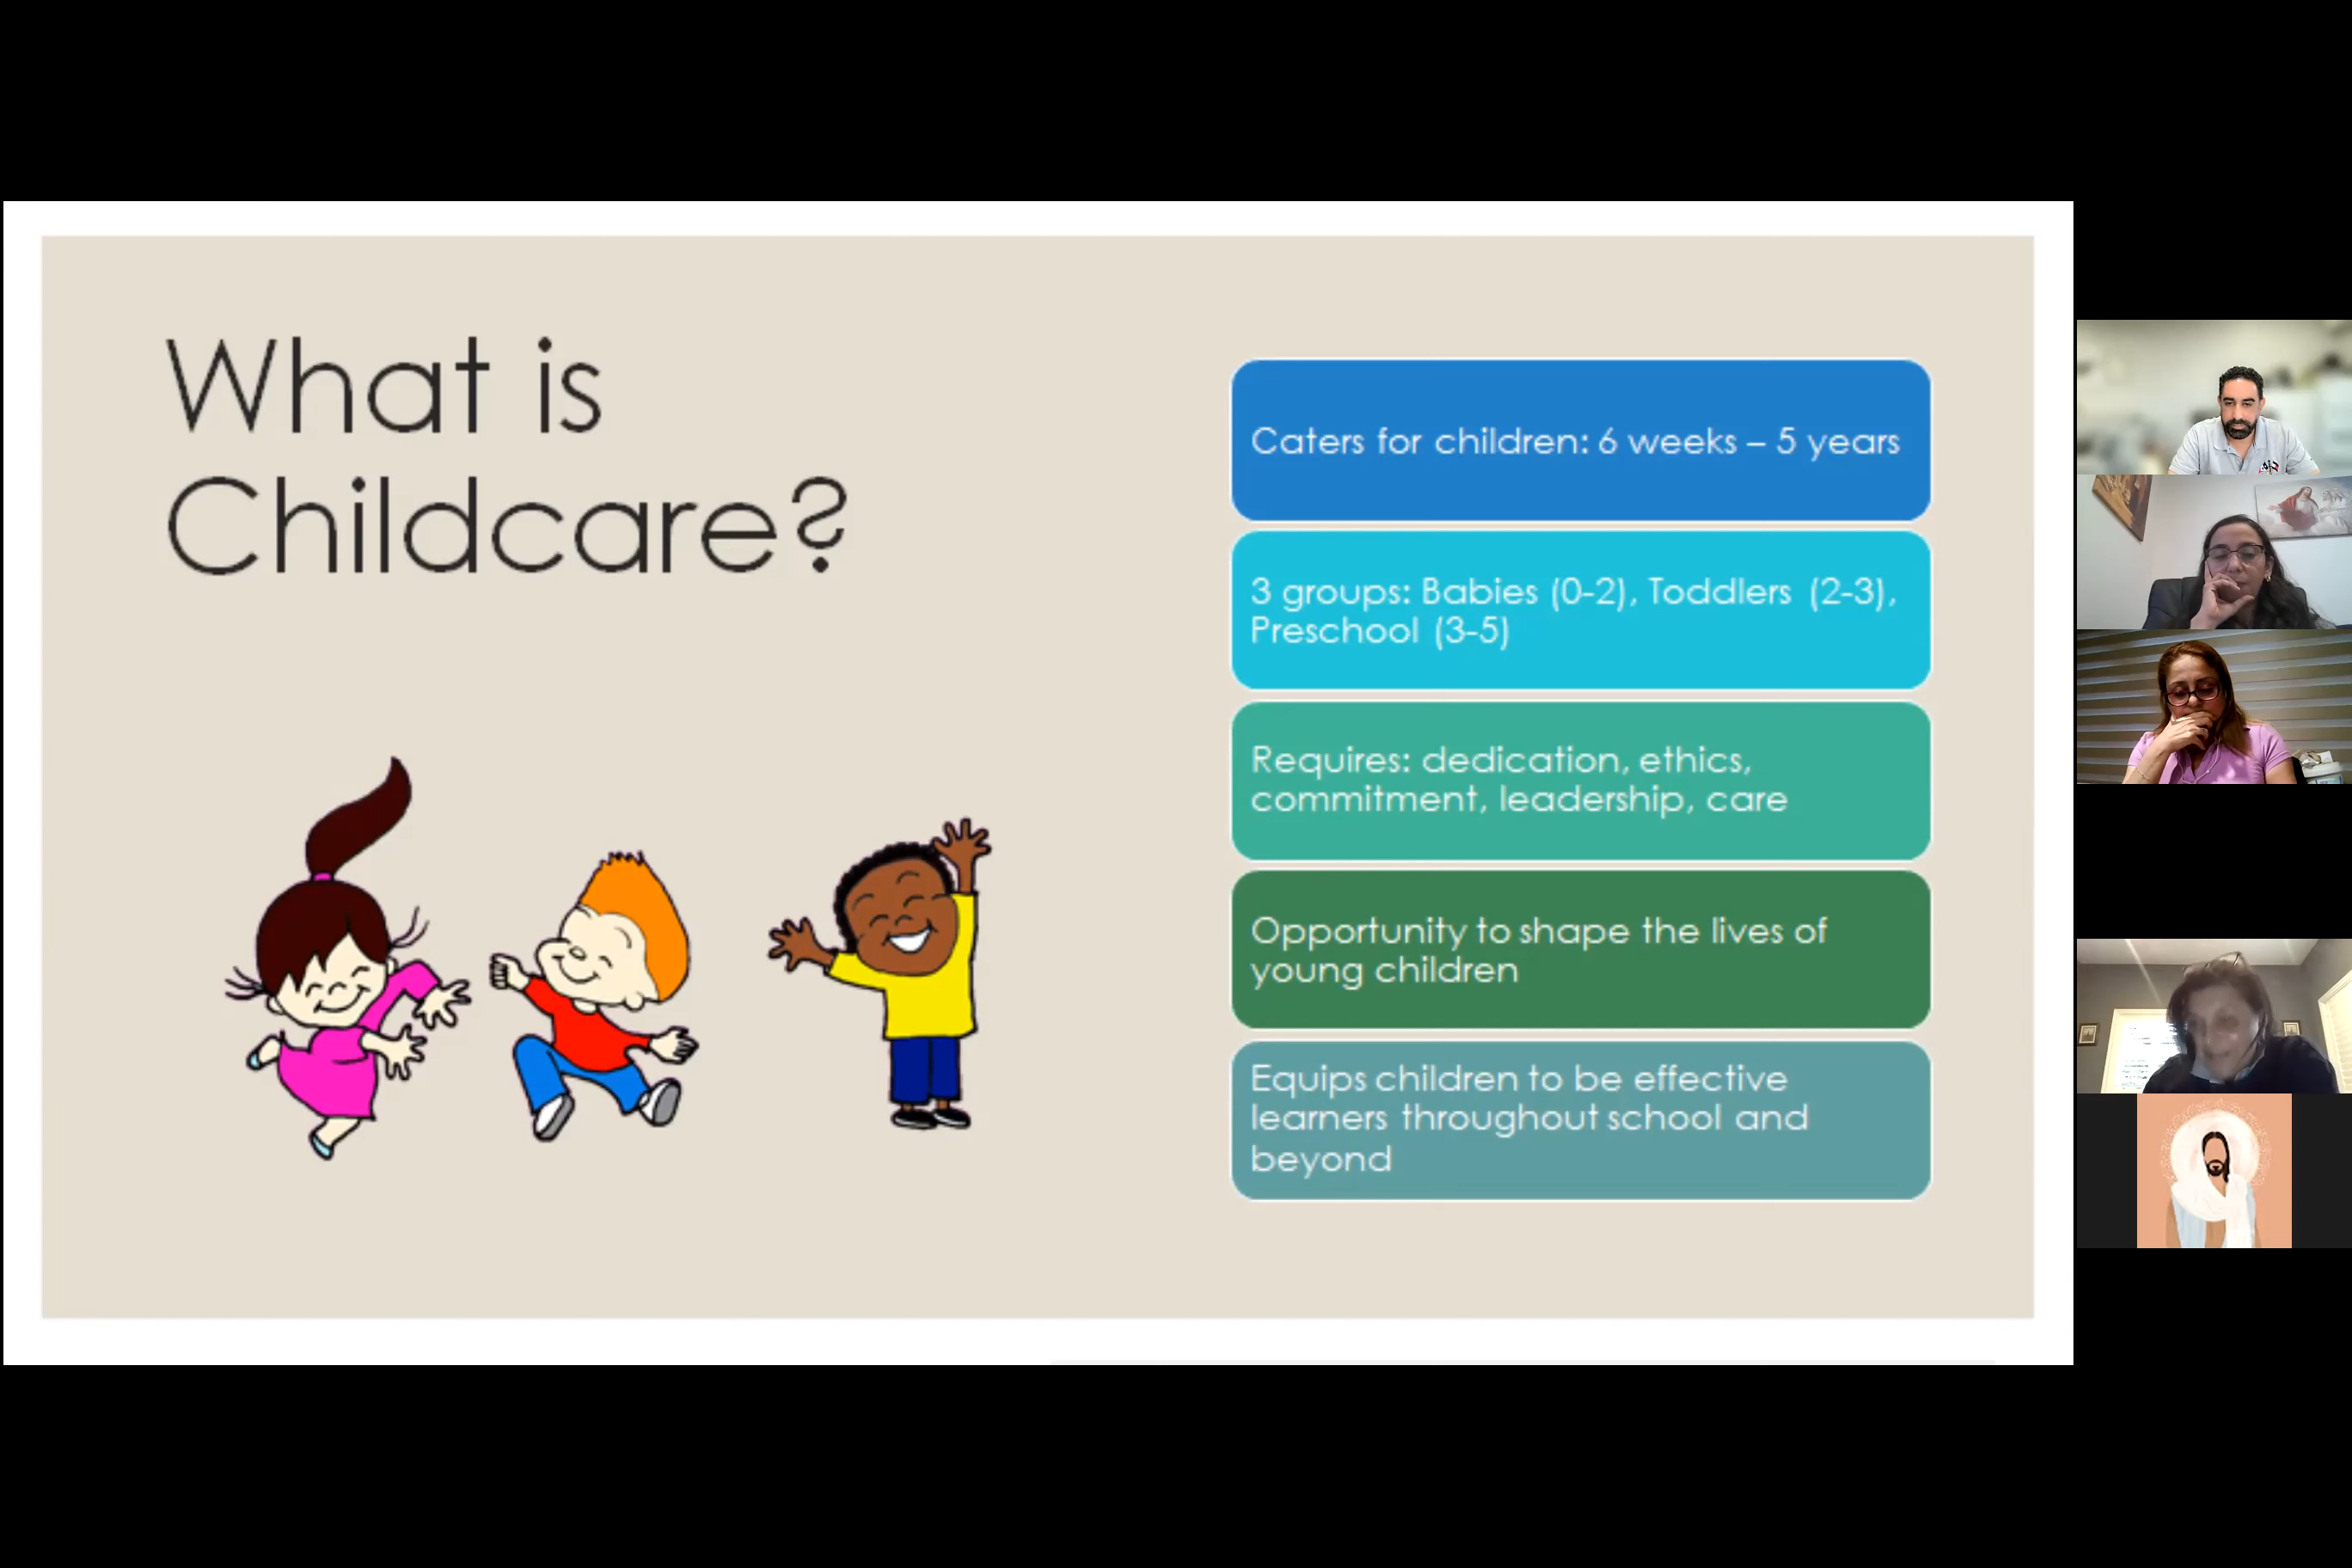 What is
Childcare?
Caters for children: 6 weeks – 5 years
3 groups: Babies (0-2), Toddlers (2-3),
Preschool (3-5)
Requires: dedication, ethics,
commitment, leadership, care
Opportunity to shape the lives of
young children
Equips children to be effective
learners throughout school and
beyond